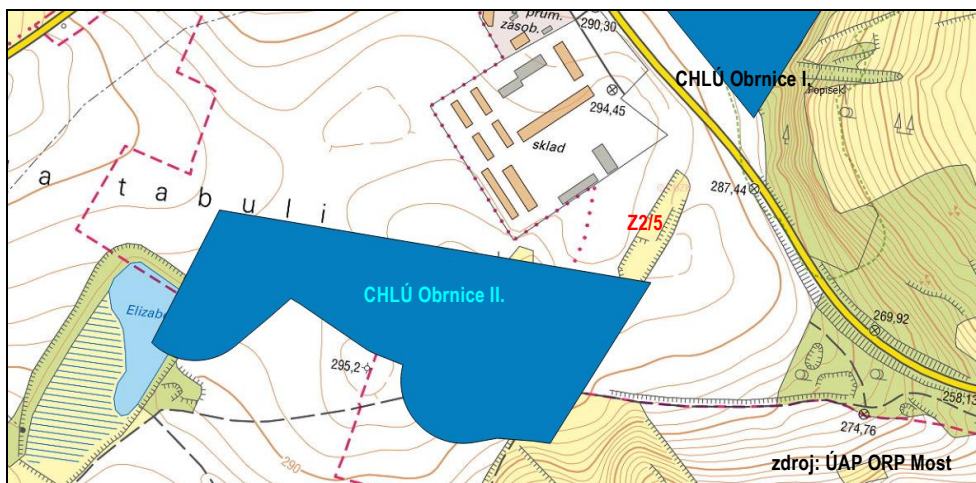 prům.
zásob.
290,30
CHLÚ Obrnice I.
294,45
sklad
a t a b u l i
287,44
Z2/5
CHLÚ Obrnice II.
269,92
295,2
258,13
274,76
290
zdroj: ÚAP ORP Most